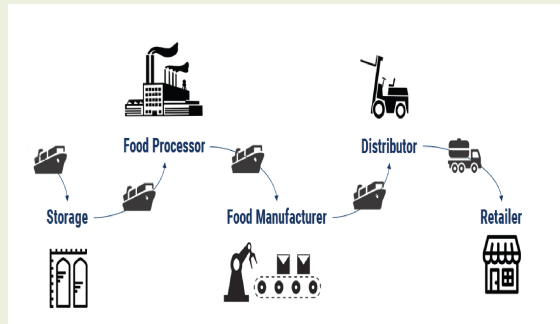 Food Processor
Distributor
Storage
Food Manufacturer
Retailer